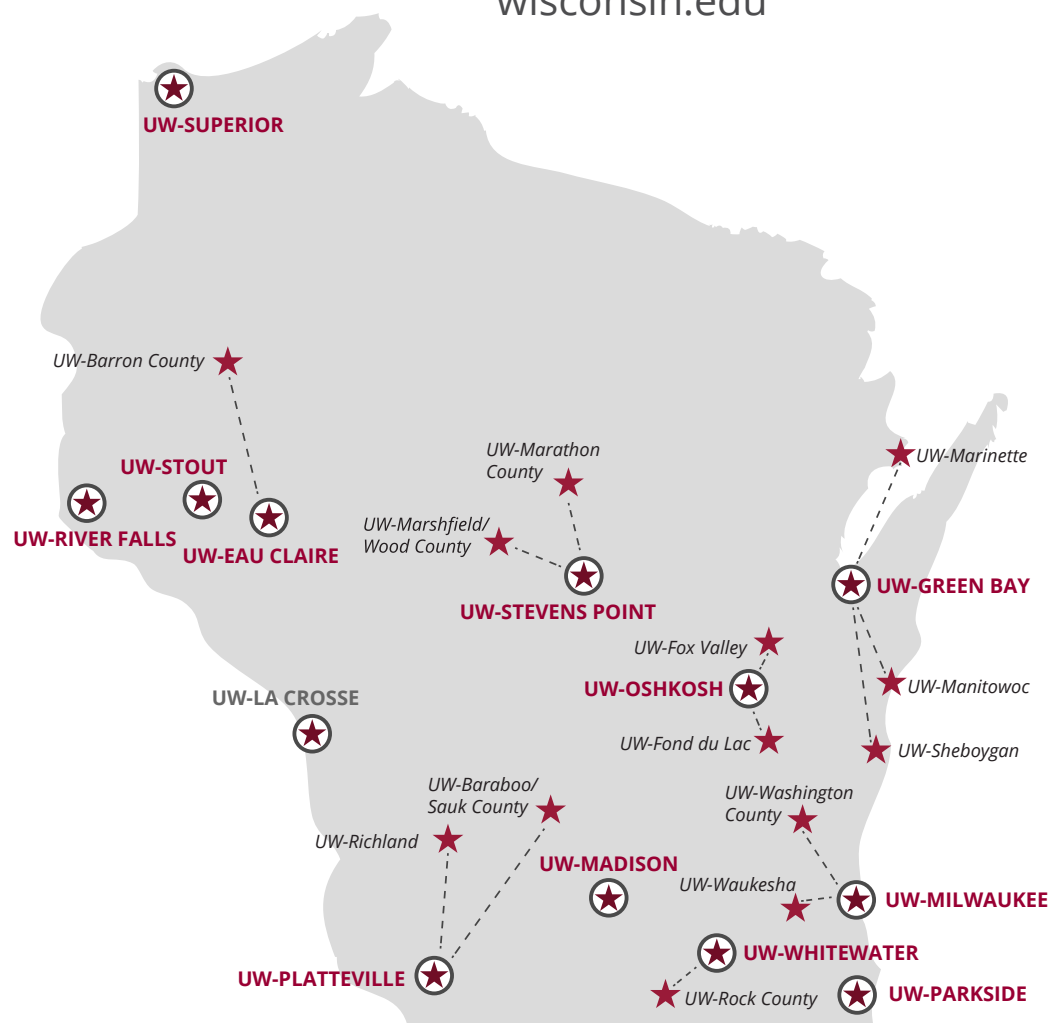 wisconsin.edu
UW-SUPERIOR
UW-Barron County
UW-STOUT
UW-RIVER FALLS
UW-EAU CLAIRE
UW-Marathon
County
UW-Marshfield/
Wood County
UW-STEVENS POINT
UW-Marinette
UW-GREEN BAY
UW-Fox Valley
UW-OSHKOSH
UW-Manitowoc
UW-Fond du Lac
UW-Sheboygan
UW-LA CROSSE
UW-Baraboo/
Sauk County
UW-Richland
UW-Washington
County
UW-MADISON
UW-Waukesha
UW-MILWAUKEE
UW-WHITEWATER
UW-PLATTEVILLE
UW-Rock County
UW-PARKSIDE